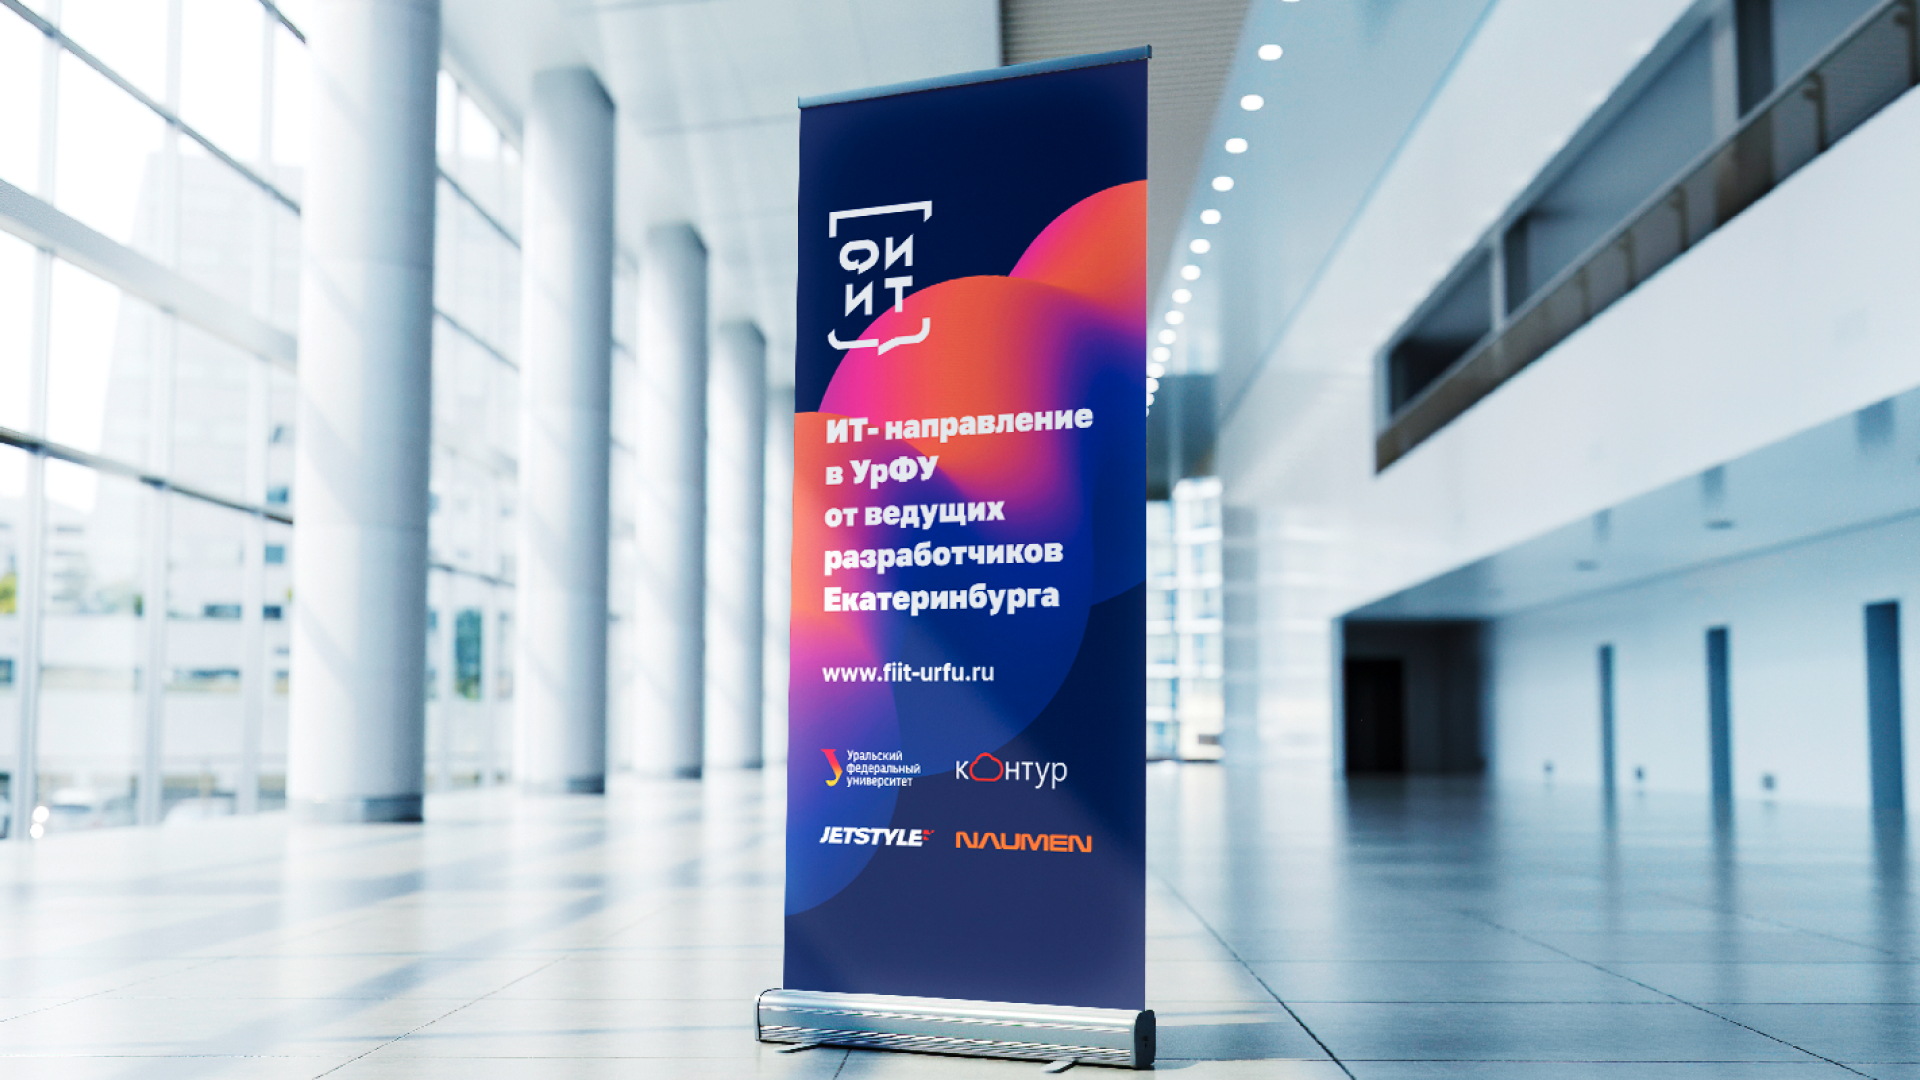 ФИ
ИТ
ИТ- направление
в УрФУ
от ведущих
разработчиков
Екатеринбурга
www.fiit-urfu.ru
Уральский
федеральный
университет
контур
JETSTYLE
NAUMEN